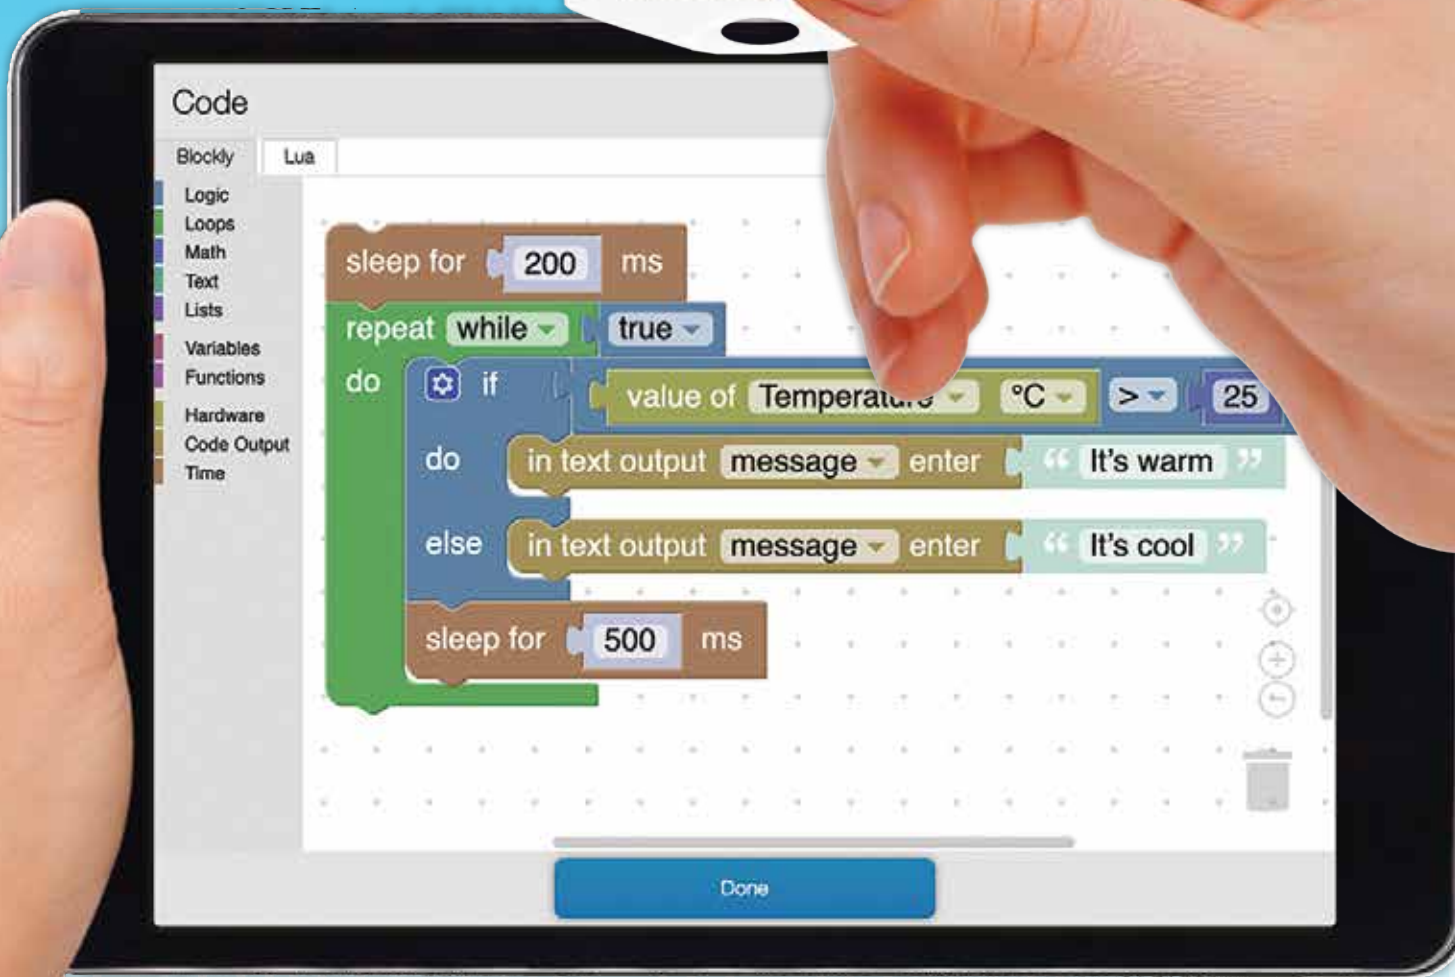 Code
Blockly Lua
Logic
Loops
Math
Text
Lists
Variables
Functions
Hardware
Code Output
Time
sleep for 200 ms
repeat while true
do if value of Temperature °C > 25
do in text output message enter “ It's warm ”
else in text output message enter “ It's cool ”
sleep for 500 ms
Done